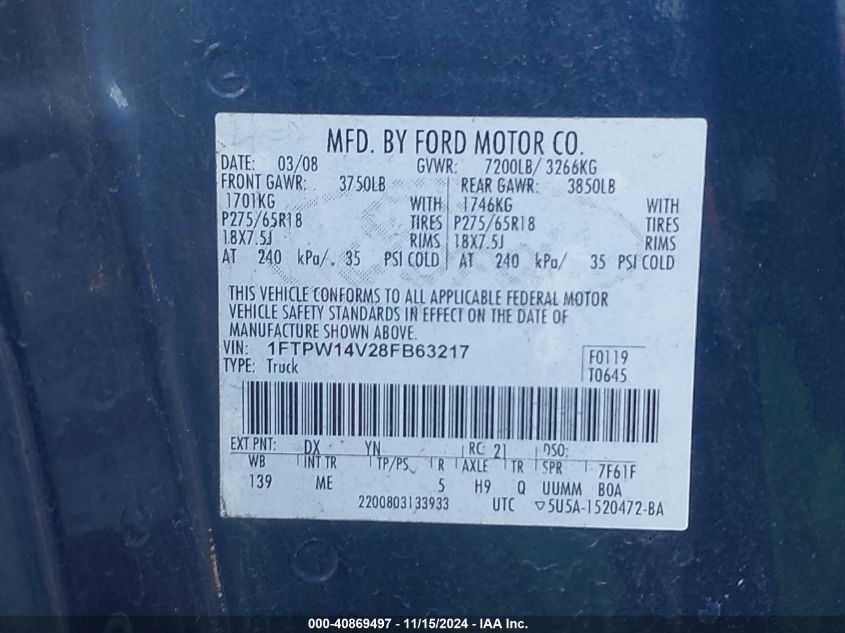 MFD. BY FORD MOTOR CO.
DATE: 03/08 GVWR: 7200LB/ 3266KG
FRONT GAWR: 3750LB REAR GAWR: 3850LB
1701KG WITH 1746KG WITH
P275/65R18 TIRES P275/65R18 TIRES
18X7.5J RIMS 18X7.5J RIMS
AT 240 kPa/ 35 PSI COLD AT 240 kPa/ 35 PSI COLD
THIS VEHICLE CONFORMS TO ALL APPLICABLE FEDERAL MOTOR
VEHICLE SAFETY STANDARDS IN EFFECT ON THE DATE OF
MANUFACTURE SHOWN ABOVE.
VIN: 1FTPW14V28FB63217 F0119
TYPE: Truck T0645
EXT PNT: DX YN RC: 21 DSO:
WB INT TR TP/PS R AXLE TR SPR 7F61F
139 ME 5 H9 Q UUMM BOA
2200803133933 UTC ▽5U5A-1520472-BA
000-40869497 - 11/15/2024 - IAA Inc.